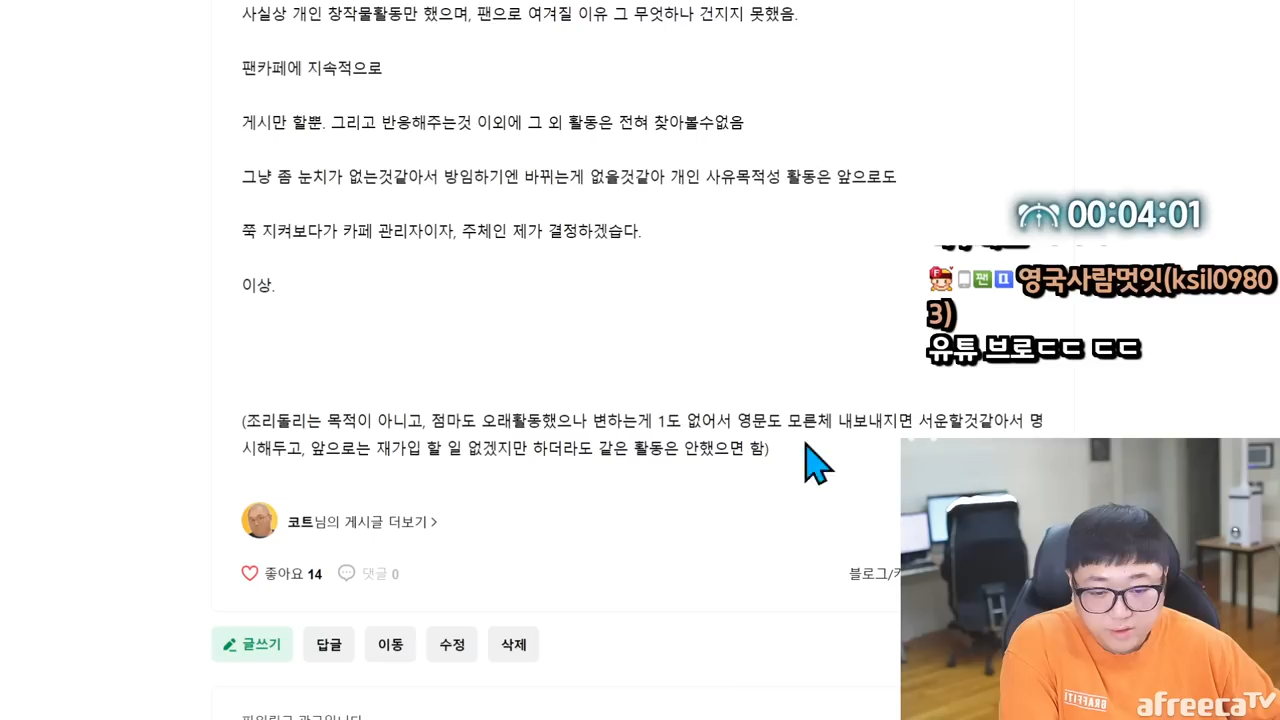 사실상 개인 창작물활동만 했으며, 팬으로 여겨질 이유 그 무엇하나 건지지 못했음.
팬카페에 지속적으로
게시만 할뿐. 그리고 반응해주는것 이외에 그 외 활동은 전혀 찾아볼수없음
그냥 좀 눈치가 없는것같아서 방임하기엔 바뀌는게 없을것같아 개인 사유목적성 활동은 앞으로도
쭉 지켜보다가 카페 관리자이자, 주체인 제가 결정하겠습다.
이상.
00:04:01
팬
영국사람멋잇(ksil0980
3)
유튜 브로ㄷㄷ ㄷㄷ
(조리돌리는 목적이 아니고, 점마도 오래활동했으나 변하는게 1도 없어서 영문도 모른체 내보내지면 서운할것같아서 명
시해두고, 앞으로는 재가입 할 일 없겠지만 하더라도 같은 활동은 안했으면 함)
코트님의 게시글 더보기 >
좋아요 14 댓글 0
블로그/
글쓰기 답글 이동 수정 삭제
GRAFFITI
afreecaTV